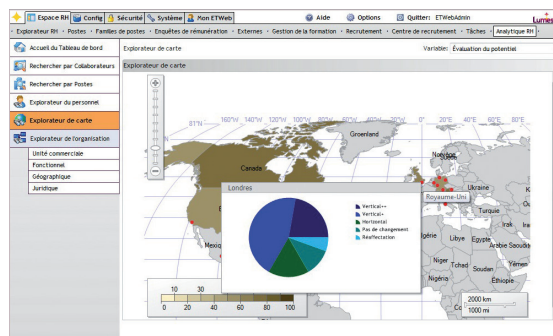 Espace RH Config Sécurité Système Mon ETWeb Aide Options Quitter: ETWebAdmin Lumes
Explorateur RH • Postes • Familles de postes • Enquêtes de rémunération • Externes • Gestion de la formation • Recrutement • Centre de recrutement • Tâches • Analytique RH
Accueil du Tableau de bord
Explorateur de carte
Variable: Évaluation du potentiel
Rechercher par Collaborateurs
Explorateur de carte
Rechercher par Postes
Explorateur du personnel
Explorateur de carte
Explorateur de l'organisation
Unité commerciale
Fonctionnel
Géographique
Juridique
81°N 160°W 140°W 120°W 100°W 80°W 60°W 40°W 20°W 0° 20°E 40°E 60°E 80°E
Groenland
Canada
Ukraine
Royaume-Uni
Turquie
Irak
Mexiq
Libye
Egypte
Arabie Saoudite
Niger
Tchad
Soudan
Yémen
Nigéria
Éthiopie
Londres
Vertical++
Vertical+
Horizontal
Pas de changement
Réaffectation
10 30
0 20 40 60 80 100
2000 km
1000 mi